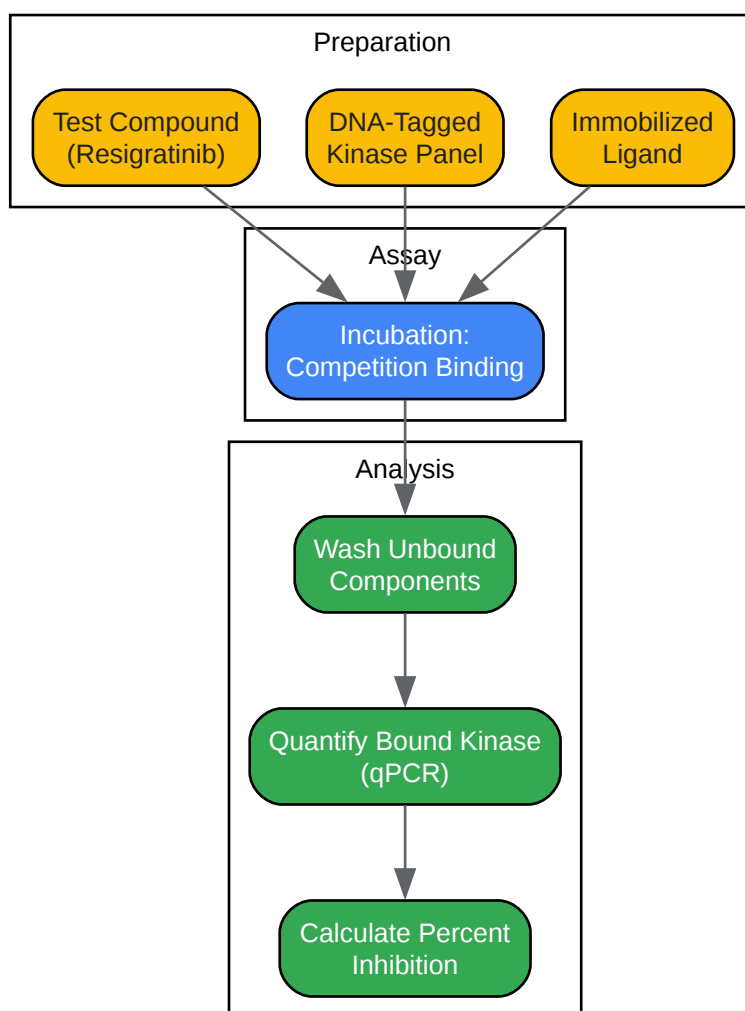 Preparation
Test Compound
(Resigratinib)
DNA-Tagged
Kinase Panel
Immobilized
Ligand
Assay
Incubation:
Competition Binding
Analysis
Wash Unbound
Components
Quantify Bound Kinase
(qPCR)
Calculate Percent
Inhibition